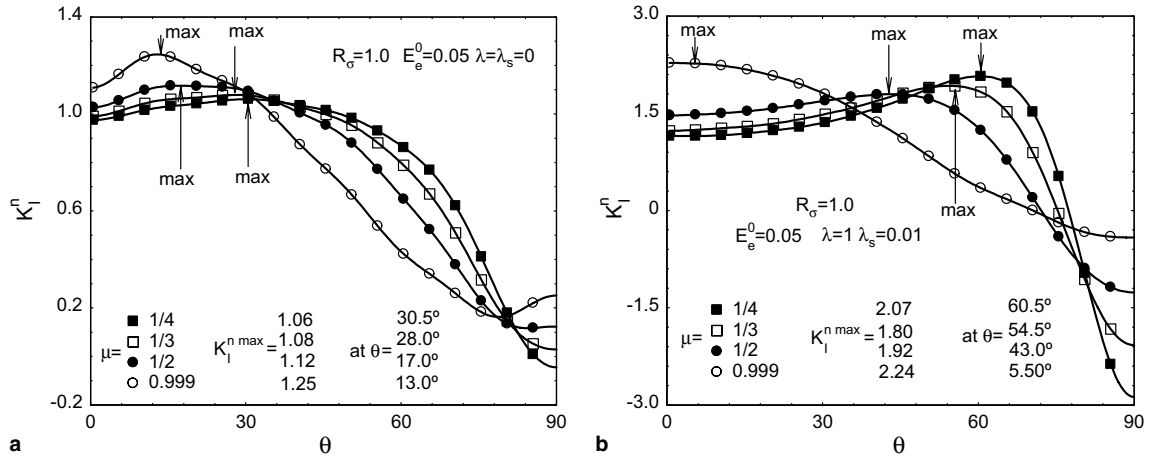 1.4
1.0
0.6
0.2
-0.2
K_I^n
max
max
max
max
R_σ=1.0 E_e^0=0.05 λ=λ_s=0
μ=
1/4
1/3
1/2
0.999
K_I^{n max}=
1.06
1.08
1.12
1.25
at θ=
30.5º
28.0º
17.0º
13.0º
0 30 60 90
θ
a
3.0
1.5
0
-1.5
-3.0
K_I^n
max
max
max
max
R_σ=1.0
E_e^0=0.05 λ=1 λ_s=0.01
μ=
1/4
1/3
1/2
0.999
K_I^{n max}=
2.07
1.80
1.92
2.24
at θ=
60.5º
54.5º
43.0º
5.50º
0 30 60 90
θ
b